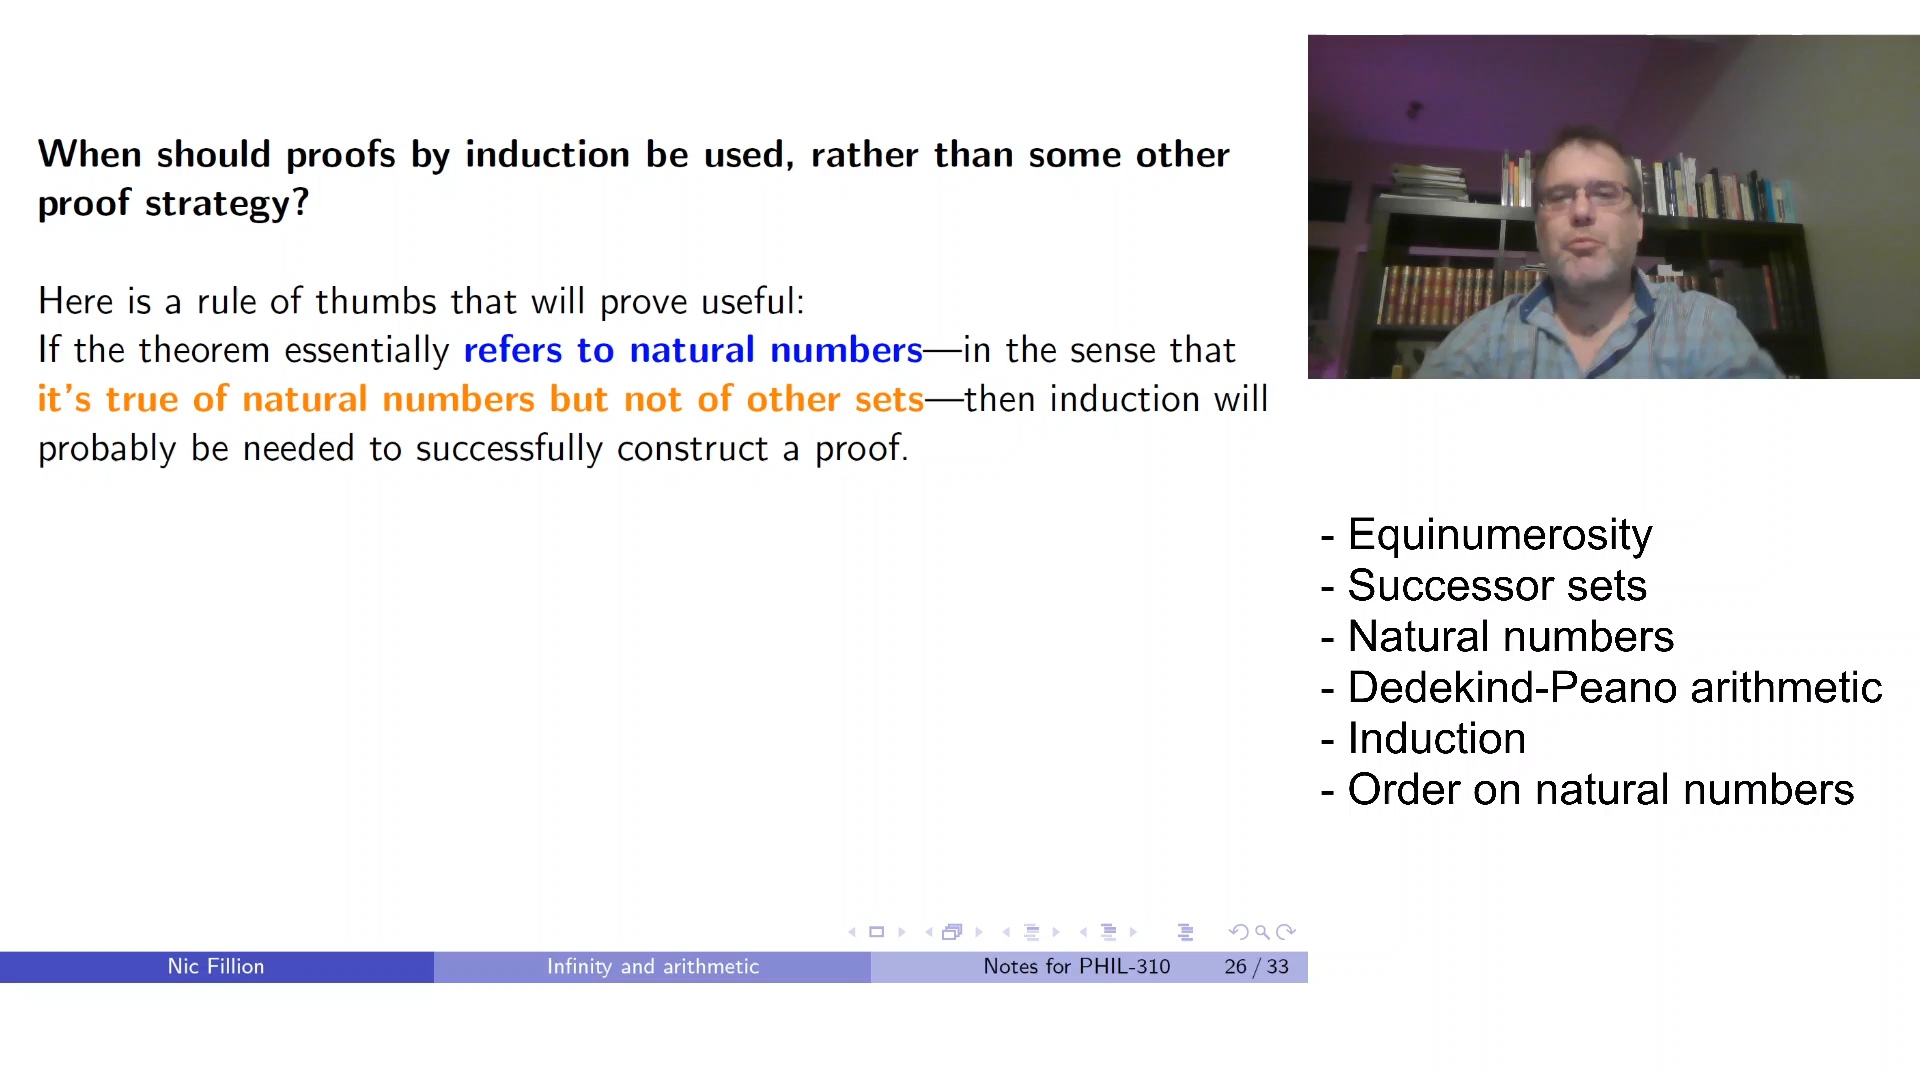 When should proofs by induction be used, rather than some other
proof strategy?
Here is a rule of thumbs that will prove useful:
If the theorem essentially refers to natural numbers—in the sense that
it's true of natural numbers but not of other sets—then induction will
probably be needed to successfully construct a proof.
- Equinumerosity
- Successor sets
- Natural numbers
- Dedekind-Peano arithmetic
- Induction
- Order on natural numbers
Nic Fillion
Infinity and arithmetic
Notes for PHIL-310
26 / 33